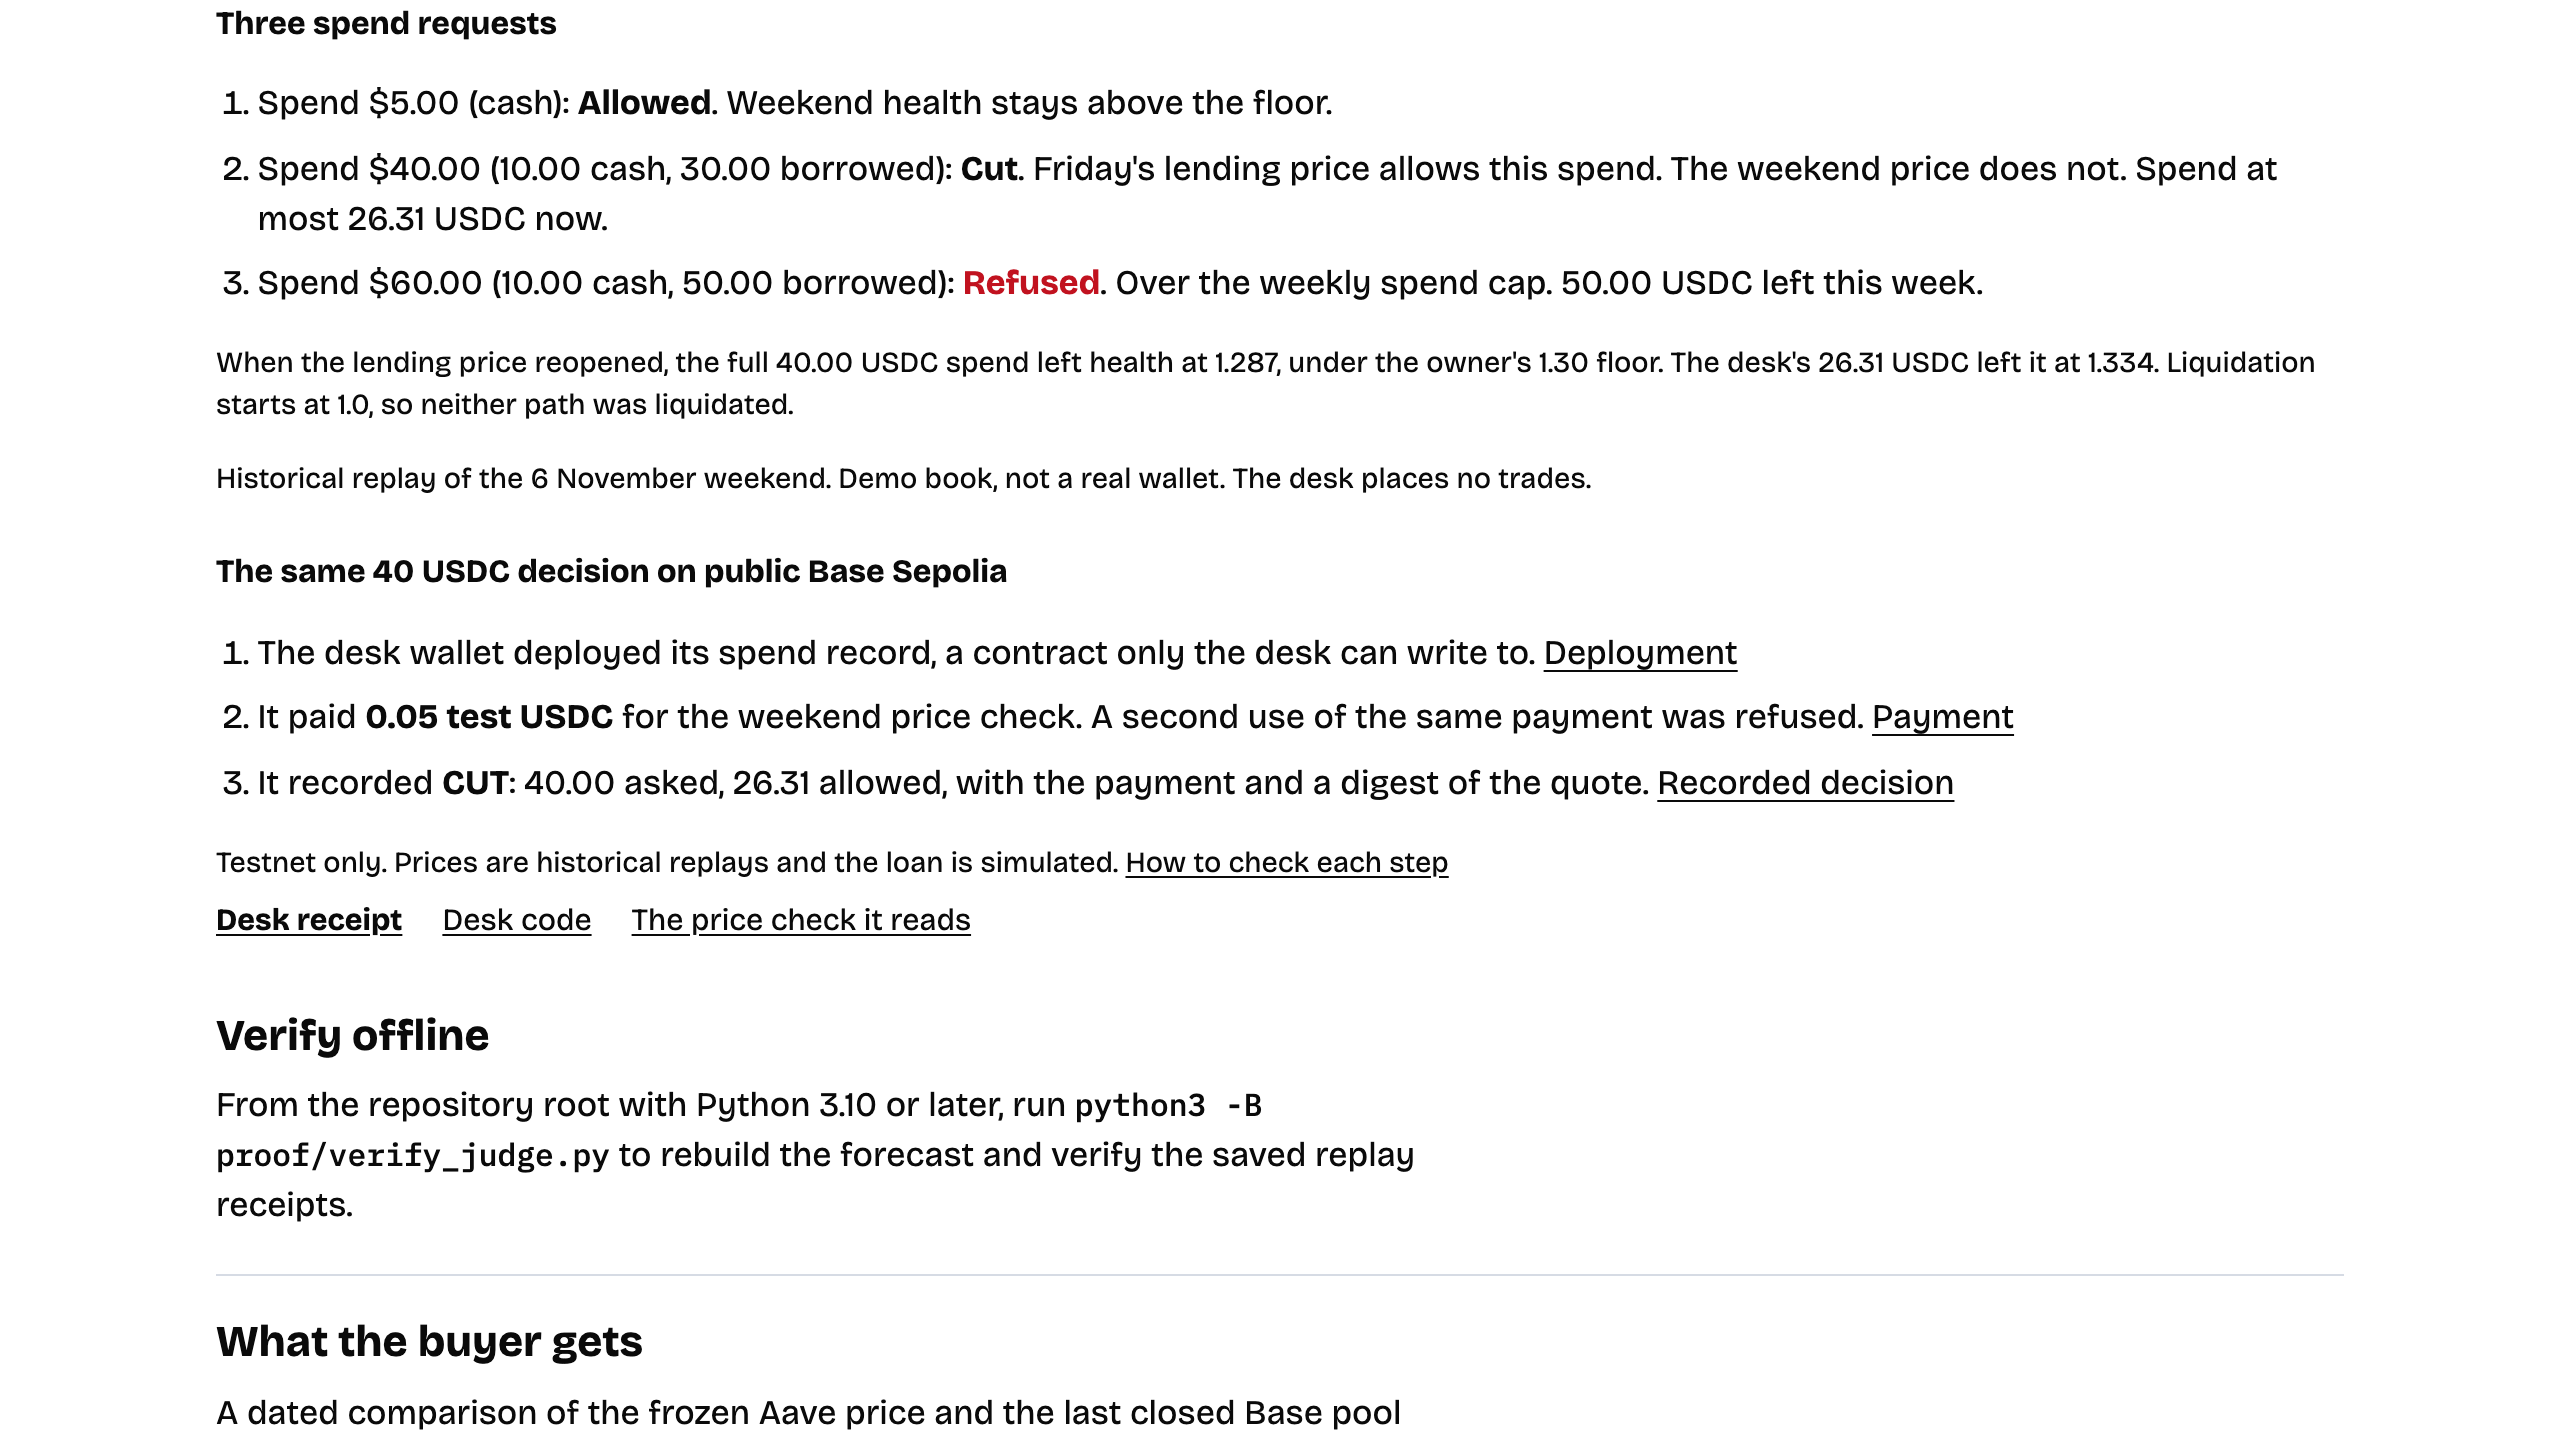 Three spend requests
1. Spend $5.00 (cash): Allowed. Weekend health stays above the floor.
2. Spend $40.00 (10.00 cash, 30.00 borrowed): Cut. Friday's lending price allows this spend. The weekend price does not. Spend at
most 26.31 USDC now.
3. Spend $60.00 (10.00 cash, 50.00 borrowed): Refused. Over the weekly spend cap. 50.00 USDC left this week.
When the lending price reopened, the full 40.00 USDC spend left health at 1.287, under the owner's 1.30 floor. The desk's 26.31 USDC left it at 1.334. Liquidation
starts at 1.0, so neither path was liquidated.
Historical replay of the 6 November weekend. Demo book, not a real wallet. The desk places no trades.
The same 40 USDC decision on public Base Sepolia
1. The desk wallet deployed its spend record, a contract only the desk can write to. Deployment
2. It paid 0.05 test USDC for the weekend price check. A second use of the same payment was refused. Payment
3. It recorded CUT: 40.00 asked, 26.31 allowed, with the payment and a digest of the quote. Recorded decision
Testnet only. Prices are historical replays and the loan is simulated. How to check each step
Desk receipt Desk code The price check it reads
Verify offline
From the repository root with Python 3.10 or later, run python3 -B
proof/verify_judge.py to rebuild the forecast and verify the saved replay
receipts.
What the buyer gets
A dated comparison of the frozen Aave price and the last closed Base pool